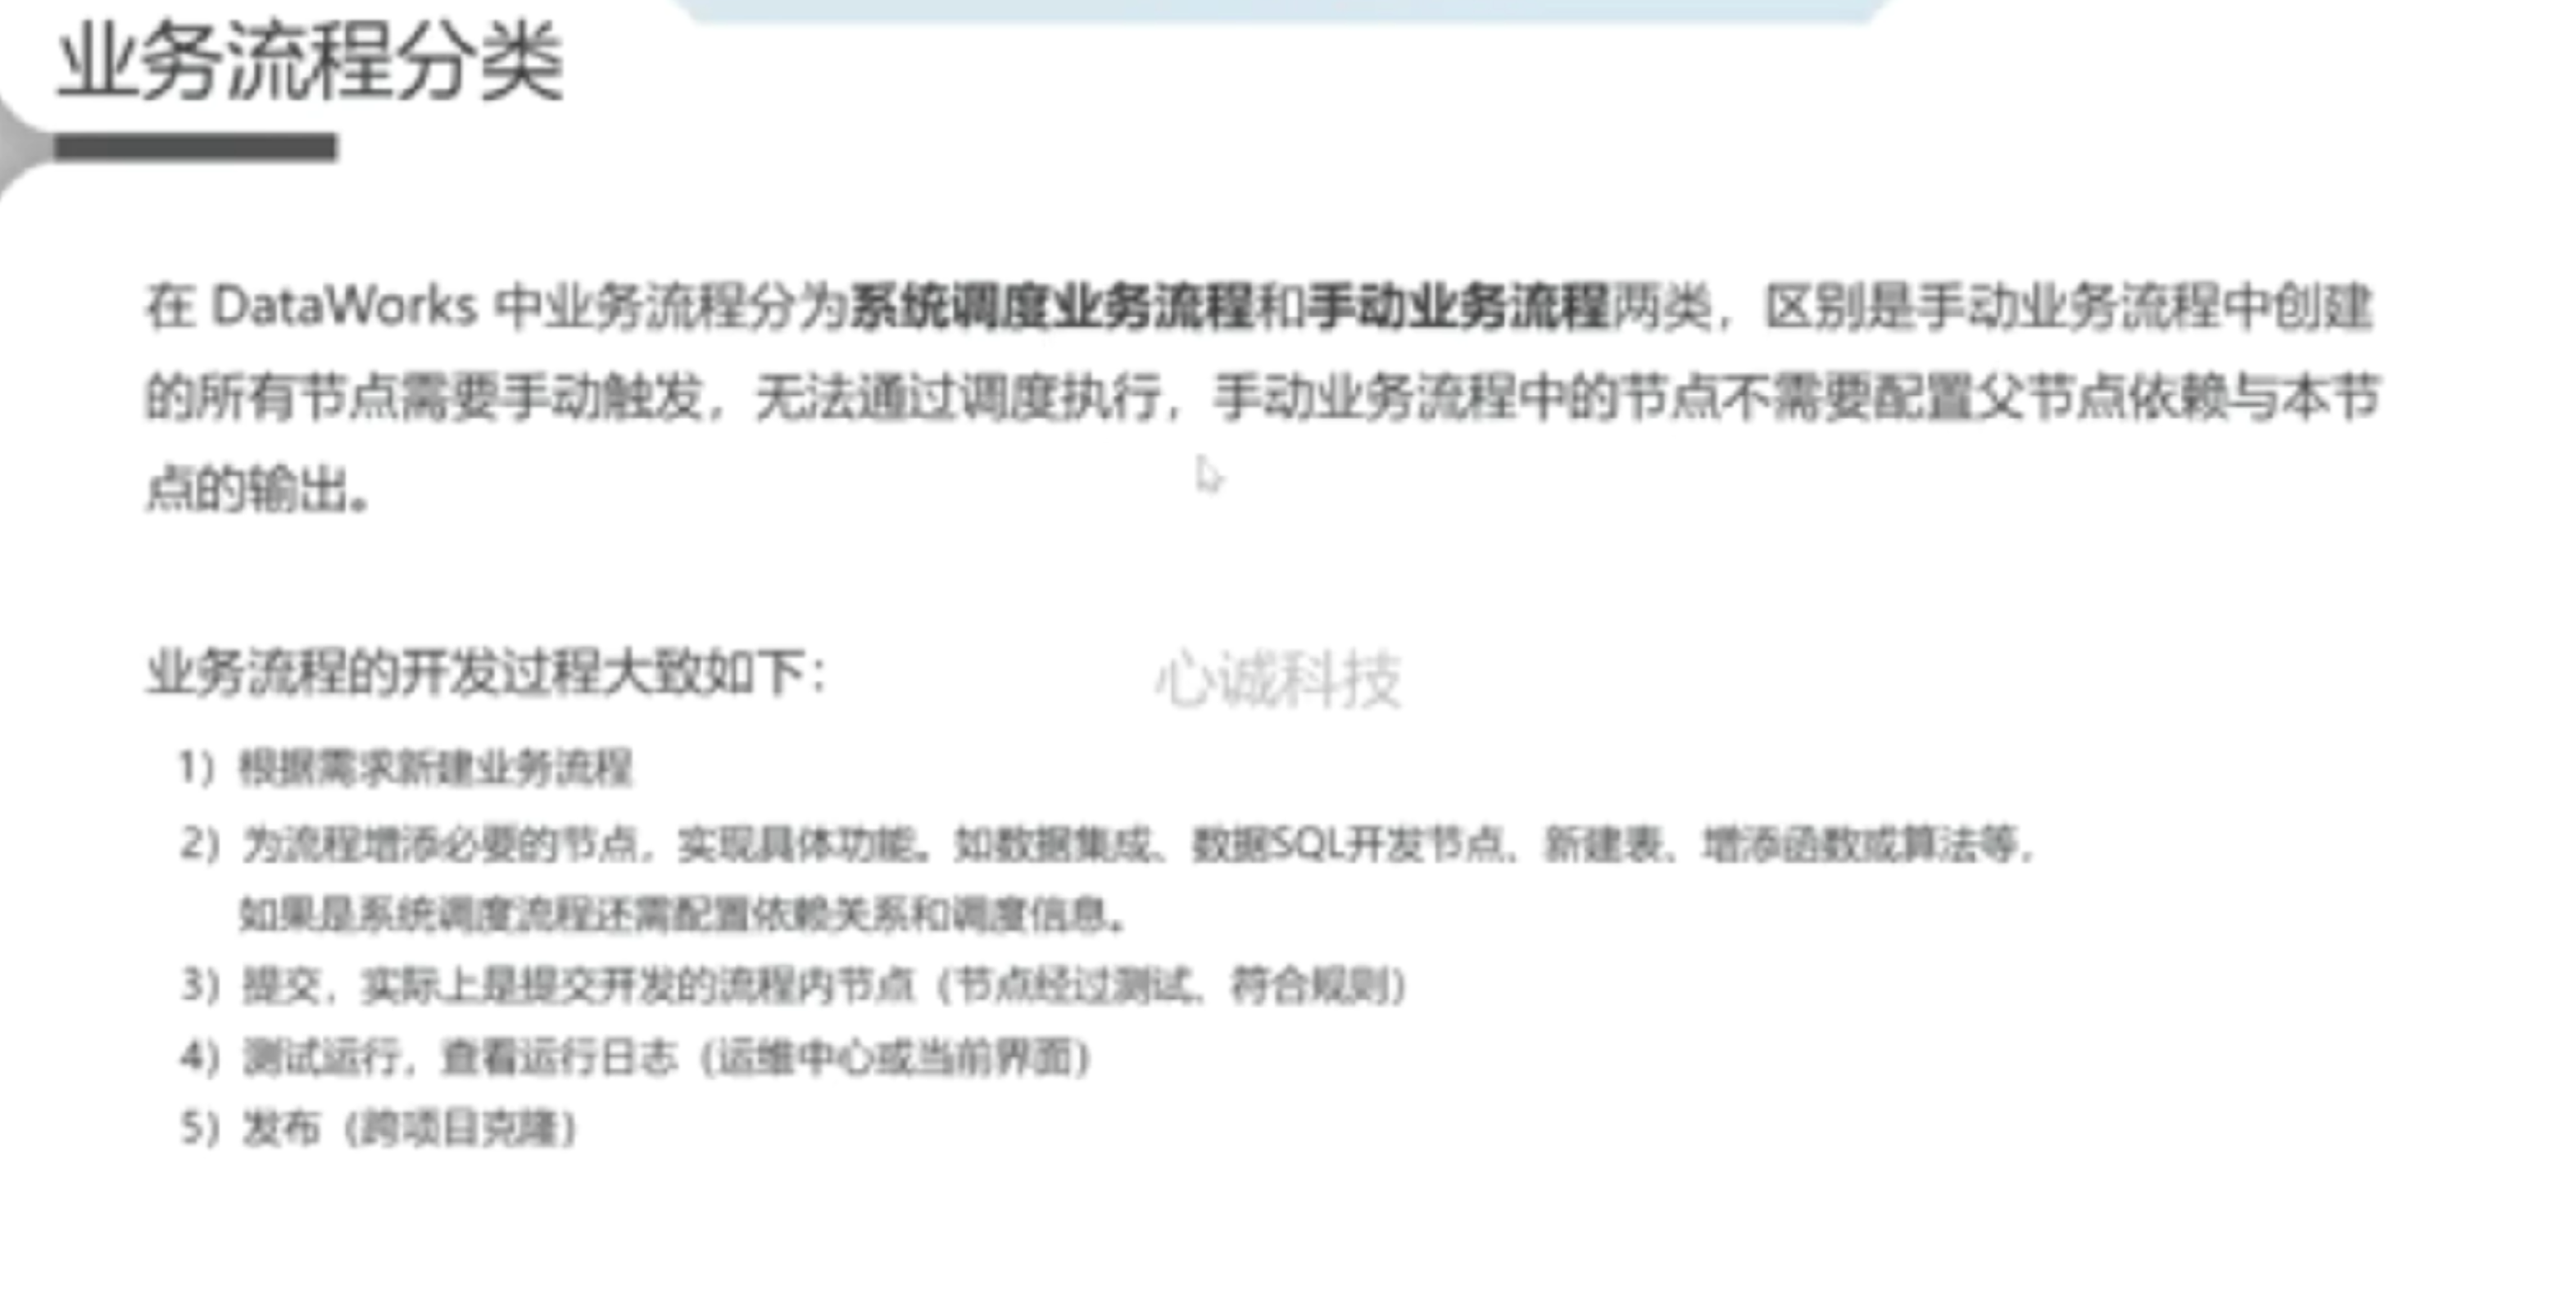 业务流程分类
在 DataWorks 中业务流程分为系统调度业务流程和手动业务流程两类，区别是手动业务流程中创建
的所有节点需要手动触发，无法通过调度执行，手动业务流程中的节点不需要配置父节点依赖与本节
点的输出。
业务流程的开发过程大致如下：
心诚科技
1）根据需求新建业务流程
2）为流程增添必要的节点，实现具体功能。如数据集成、数据SQL开发节点、新建表、增添函数或算法等，
如果是系统调度流程还需配置依赖关系和调度信息。
3）提交，实际上是提交开发的流程内节点（节点经过测试、符合规则）
4）测试运行，查看运行日志（运维中心或当前界面）
5）发布（跨项目克隆）